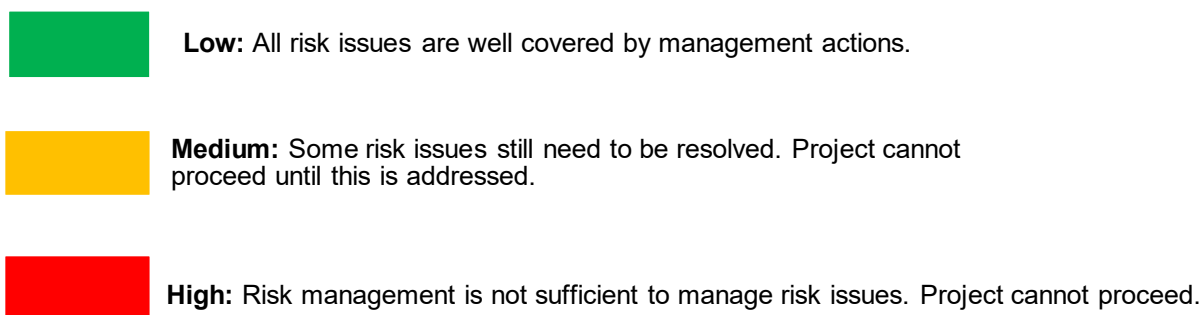 Low: All risk issues are well covered by management actions.
Medium: Some risk issues still need to be resolved. Project cannot
proceed until this is addressed.
High: Risk management is not sufficient to manage risk issues. Project cannot proceed.